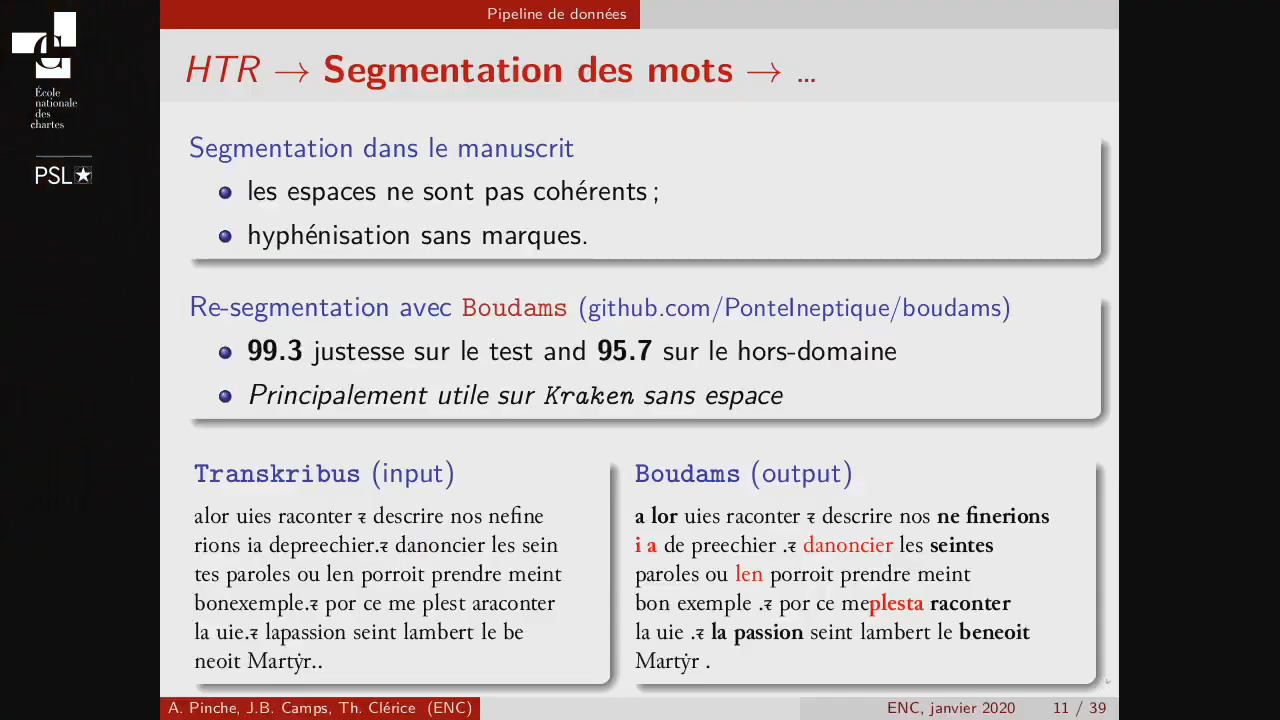 Pipeline de données
École
nationale
des
chartes
PSL
HTR → Segmentation des mots → ...
Segmentation dans le manuscrit
les espaces ne sont pas cohérents ;
hyphénisation sans marques.
Re-segmentation avec Boudams (github.com/PonteIneptique/boudams)
99.3 justesse sur le test and 95.7 sur le hors-domaine
Principalement utile sur Kraken sans espace
Transkribus (input)
alor uies raconter ⁊ descrire nos nefine
rions ia depreechier.⁊ danoncier les sein
tes paroles ou len porroit prendre meint
bonexemple.⁊ por ce me plest araconter
la uie.⁊ lapassion seint lambert le be
neoit Martẏr..
Boudams (output)
a lor uies raconter ⁊ descrire nos ne finerions
i a de preechier .⁊ danoncier les seintes
paroles ou len porroit prendre meint
bon exemple .⁊ por ce meplesta raconter
la uie .⁊ la passion seint lambert le beneoit
Martẏr .
A. Pinche, J.B. Camps, Th. Clérice (ENC)
ENC, janvier 2020
11 / 39